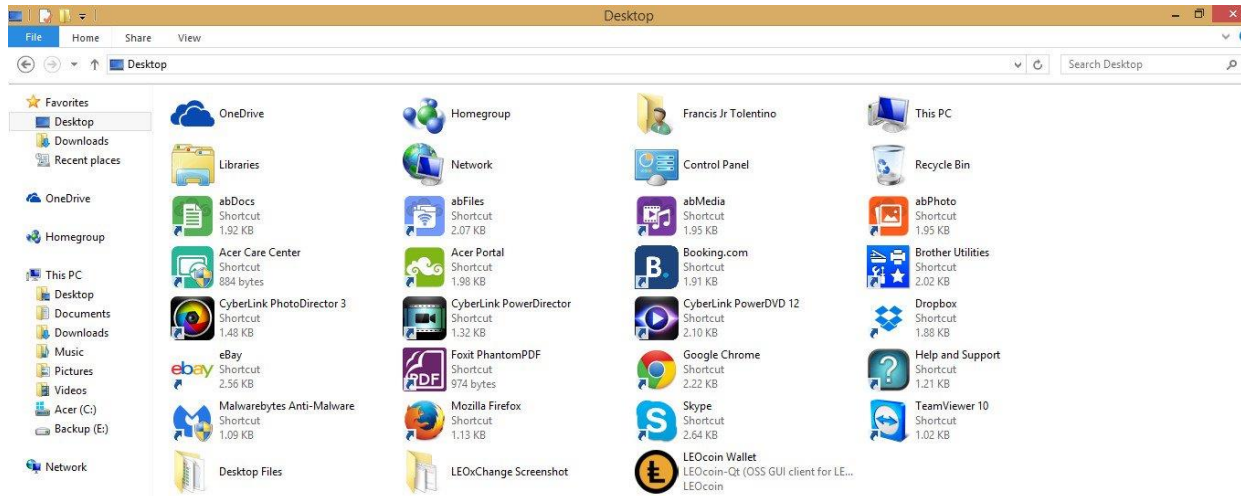 Desktop
File Home Share View
Desktop
Search Desktop
Favorites
Desktop
Downloads
Recent places
OneDrive
Homegroup
This PC
Desktop
Documents
Downloads
Music
Pictures
Videos
Acer (C:)
Backup (E:)
Network
OneDrive
Homegroup
Francis Jr Tolentino
This PC
Libraries
Network
Control Panel
Recycle Bin
abDocs
Shortcut
1.92 KB
abFiles
Shortcut
2.07 KB
abMedia
Shortcut
1.95 KB
abPhoto
Shortcut
1.95 KB
Acer Care Center
Shortcut
884 bytes
Acer Portal
Shortcut
1.98 KB
B.
Booking.com
Shortcut
1.91 KB
Brother Utilities
Shortcut
2.02 KB
CyberLink PhotoDirector 3
Shortcut
1.48 KB
CyberLink PowerDirector
Shortcut
1.32 KB
CyberLink PowerDVD 12
Shortcut
2.10 KB
Dropbox
Shortcut
1.88 KB
ebay
eBay
Shortcut
2.56 KB
PDF
Foxit PhantomPDF
Shortcut
974 bytes
Google Chrome
Shortcut
2.22 KB
?
Help and Support
Shortcut
1.21 KB
Malwarebytes Anti-Malware
Shortcut
1.09 KB
Mozilla Firefox
Shortcut
1.13 KB
S
Skype
Shortcut
2.64 KB
TeamViewer 10
Shortcut
1.02 KB
Desktop Files
LEOxChange Screenshot
LEOcoin Wallet
LEOcoin-Qt (OSS GUI client for LE...
LEOcoin